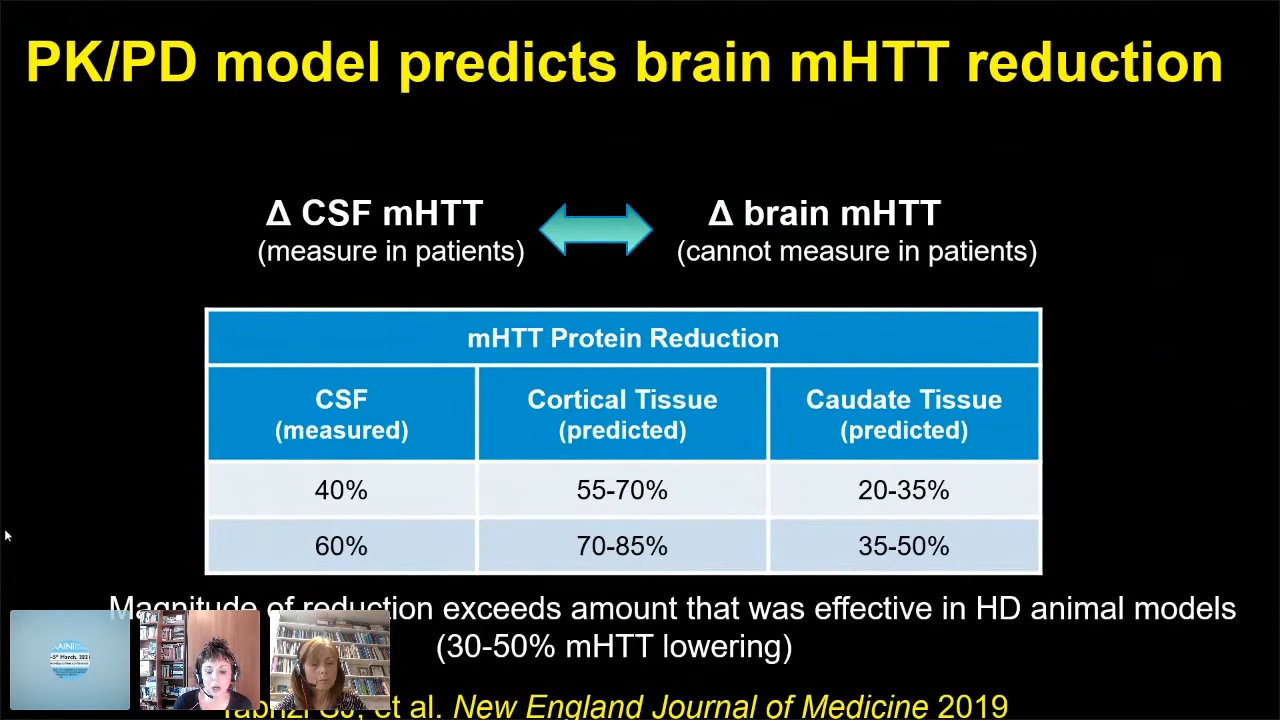 PK/PD model predicts brain mHTT reduction
Δ CSF mHTT
(measure in patients)
Δ brain mHTT
(cannot measure in patients)
mHTT Protein Reduction
CSF
(measured)
Cortical Tissue
(predicted)
Caudate Tissue
(predicted)
40%
55-70%
20-35%
60%
70-85%
35-50%
Magnitude of reduction exceeds amount that was effective in HD animal models
(30-50% mHTT lowering)
Tabrizi SJ, et al. New England Journal of Medicine 2019